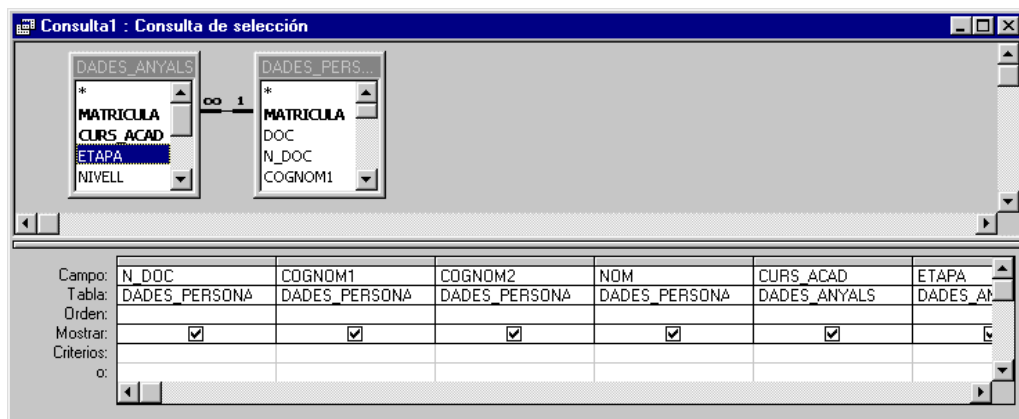 Consulta1 : Consulta de selección
DADES_ANYALS
*
MATRICULA
CURS_ACAD
ETAPA
NIVELL
∞ 1
DADES_PERS...
*
MATRICULA
DOC
N_DOC
COGNOM1
Campo: N_DOC COGNOM1 COGNOM2 NOM CURS_ACAD ETAPA
Tabla: DADES_PERSONA DADES_PERSONA DADES_PERSONA DADES_PERSONA DADES_ANYALS DADES_AN
Orden:
Mostrar:
Criterios:
o: